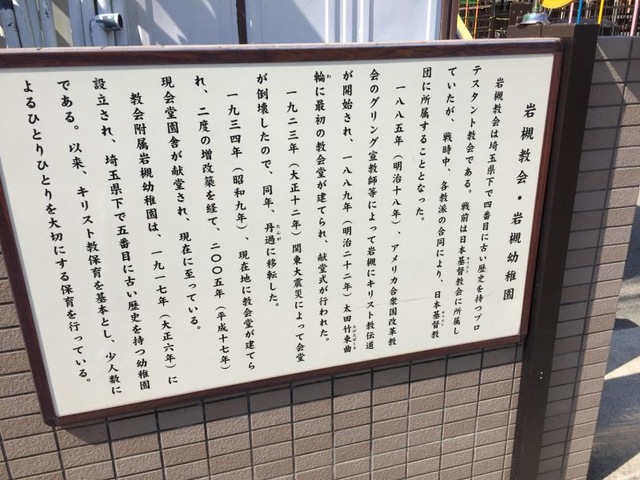 岩槻教会・岩槻幼稚園
岩槻教会は埼玉県下で四番目に古い歴史を持つプロ
テスタント教会である。戦前は日本基督教会に所属し
ていたが、戦時中、各教派の合同により、日本基督教
団に所属することとなった。
一八八五年（明治十八年）、アメリカ合衆国改革教
会のグリング宣教師等によって岩槻にキリスト教伝道
が開始され、一八八九年（明治二十二年）太田竹東曲
輪に最初の教会堂が建てられ、献堂式が行われた。
一九二三年（大正十二年）関東大震災によって会堂
が倒壊したので、同年、丹過に移転した。
一九三四年（昭和九年）、現在地に教会堂が建てら
れ、二度の増改築を経て、二〇〇五年（平成十七年）
現会堂園舎が献堂され、現在に至っている。
教会附属岩槻幼稚園は、一九一七年（大正六年）に
設立され、埼玉県下で五番目に古い歴史を持つ幼稚園
である。以来、キリスト教保育を基本とし、少人数に
よるひとりひとりを大切にする保育を行っている。